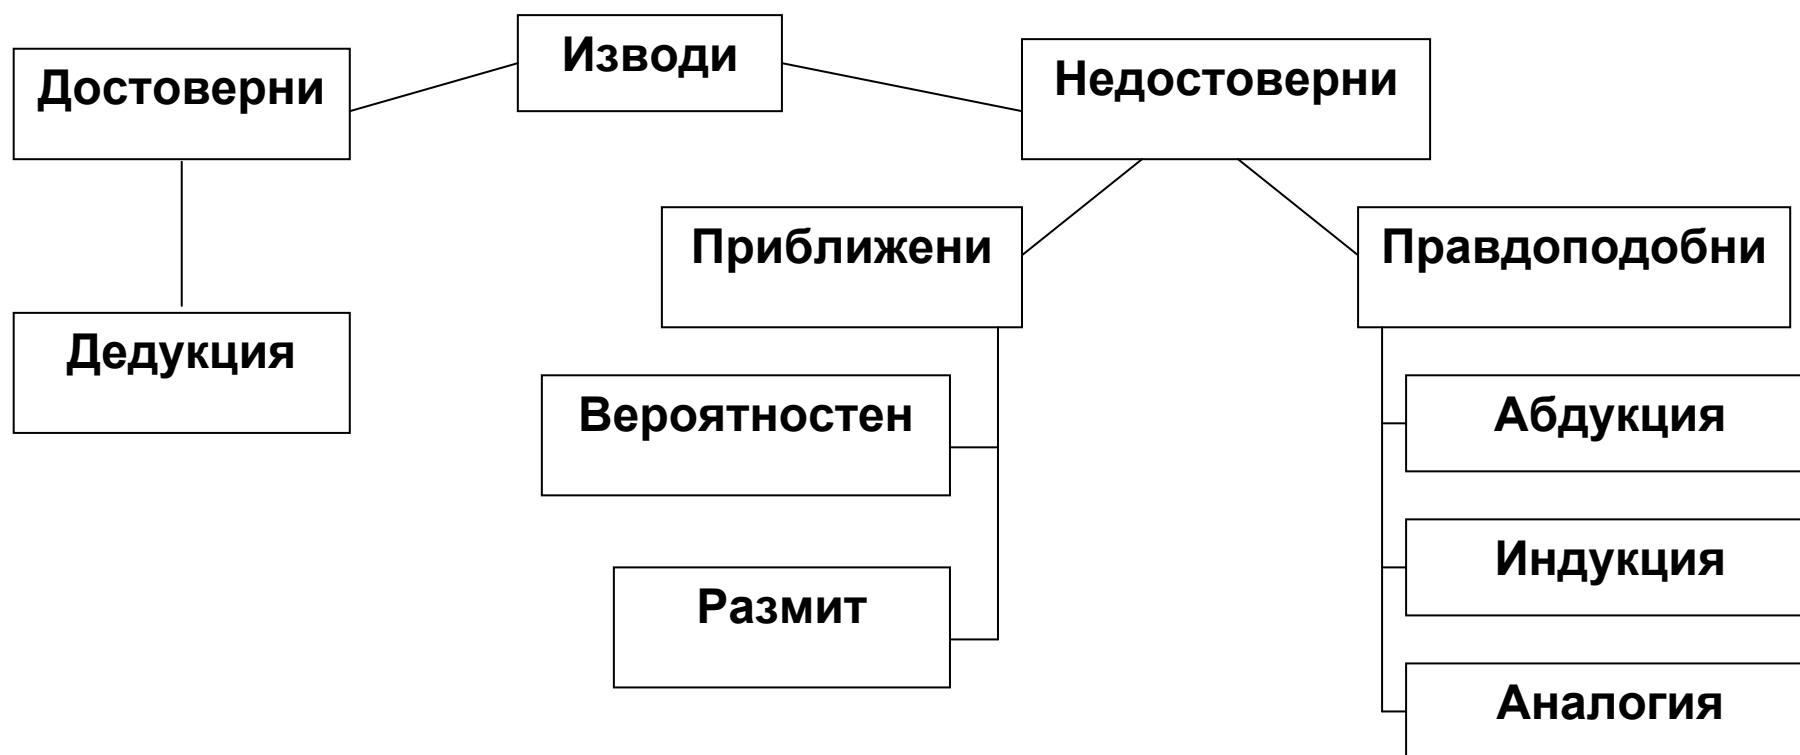 Изводи
Достоверни
Недостоверни
Приближени
Правдоподобни
Дедукция
Вероятностен
Абдукция
Размит
Индукция
Аналогия